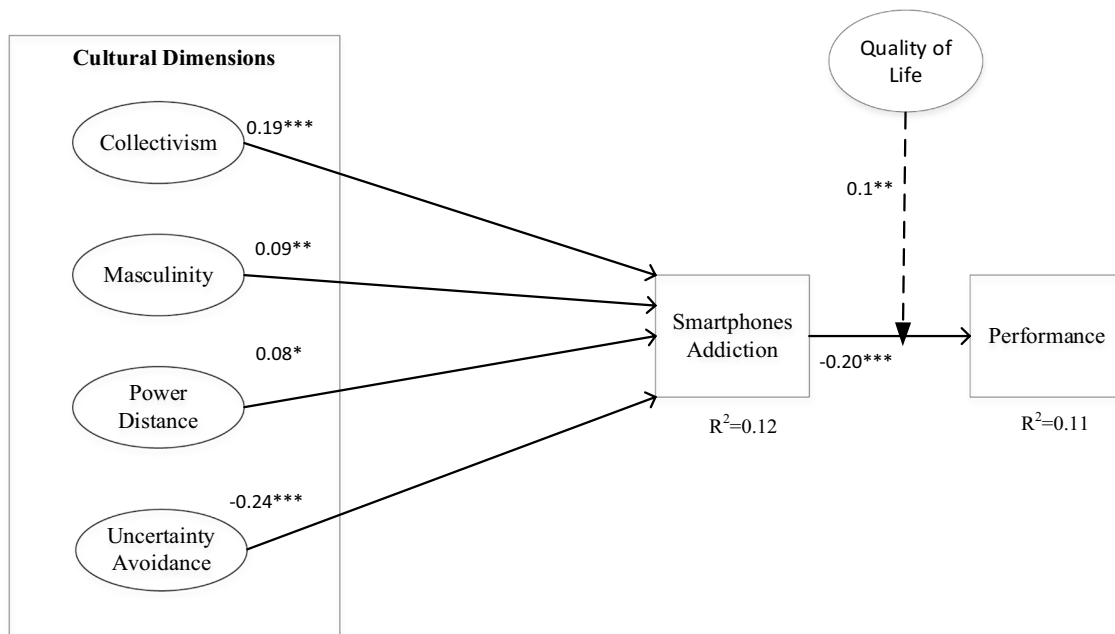 Cultural Dimensions
Collectivism
0.19***
Masculinity
0.09**
Power
Distance
0.08*
Uncertainty
Avoidance
-0.24***
Smartphones
Addiction
R²=0.12
Quality of
Life
0.1**
-0.20***
Performance
R²=0.11